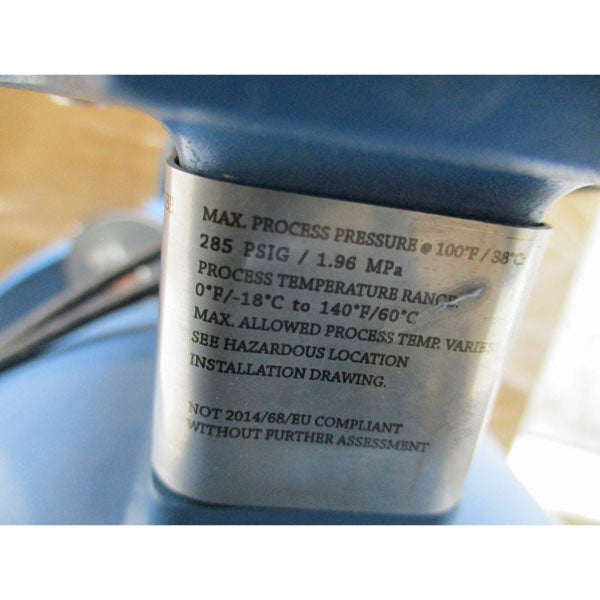 MAX. PROCESS PRESSURE @ 100°F / 38°C:
285 PSIG / 1.96 MPa
PROCESS TEMPERATURE RANGE:
0°F/-18°C to 140°F/60°C
MAX. ALLOWED PROCESS TEMP. VARIES.
SEE HAZARDOUS LOCATION
INSTALLATION DRAWING.
NOT 2014/68/EU COMPLIANT
WITHOUT FURTHER ASSESSMENT